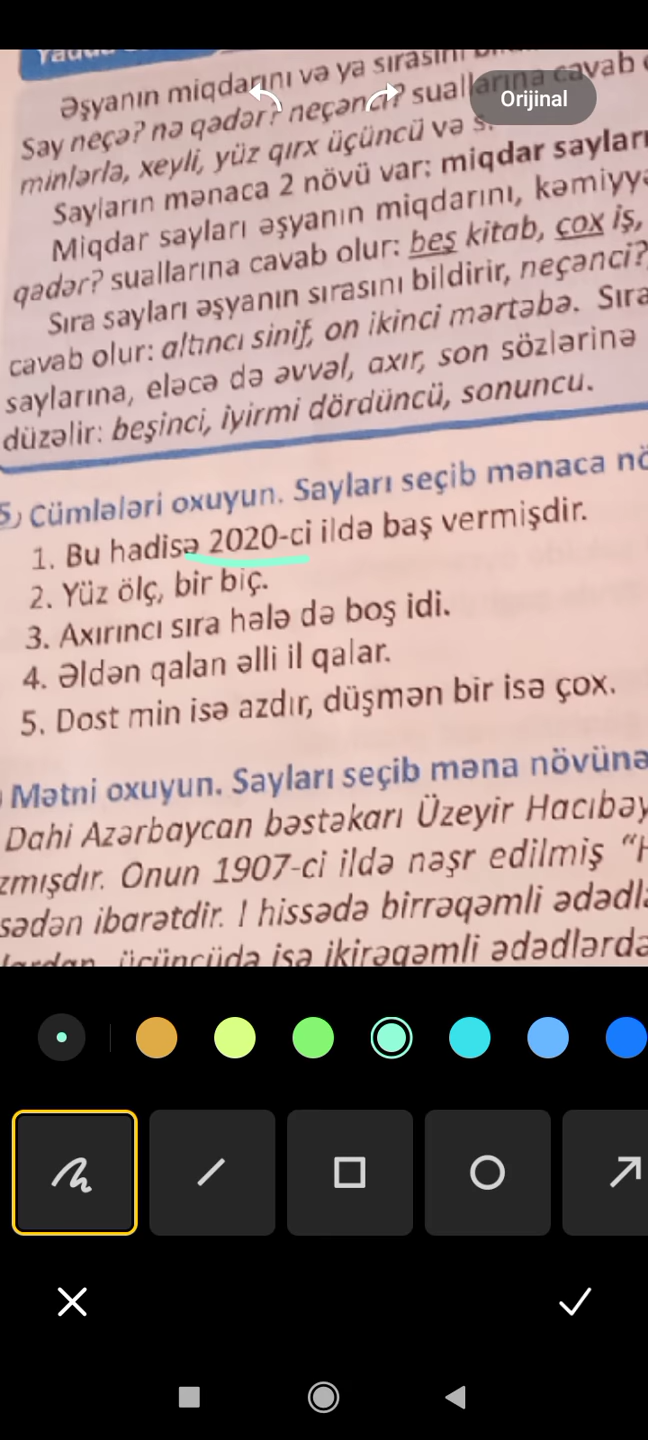 Əşyanın miqdarını və ya sırasını
Say neçə? nə qədər? neçənci? suallarına cavab
Orijinal
minlərlə, xeyli, yüz qırx üçüncü və s.
Sayların mənaca 2 növü var: miqdar sayları
Miqdar sayları əşyanın miqdarını, kəmiyyə
qədər? suallarına cavab olur: beş kitab, çox iş,
Sıra sayları əşyanın sırasını bildirir, neçənci?
cavab olur: altıncı sinif, on ikinci mərtəbə. Sıra
saylarına, eləcə də əvvəl, axır, son sözlərinə
düzəlir: beşinci, iyirmi dördüncü, sonuncu.
5) Cümlələri oxuyun. Sayları seçib mənaca nö
1. Bu hadisə 2020-ci ildə baş vermişdir.
2. Yüz ölç, bir biç.
3. Axırıncı sıra hələ də boş idi.
4. Əldən qalan əlli il qalar.
5. Dost min isə azdır, düşmən bir isə çox.
Mətni oxuyun. Sayları seçib məna növünə
Dahi Azərbaycan bəstəkarı Üzeyir Hacıbəy
zmışdır. Onun 1907-ci ildə nəşr edilmiş "H
sədən ibarətdir. I hissədə birrəqəmli ədədlə
lərdən, üçüncüdə isə ikirəqəmli ədədlərdə